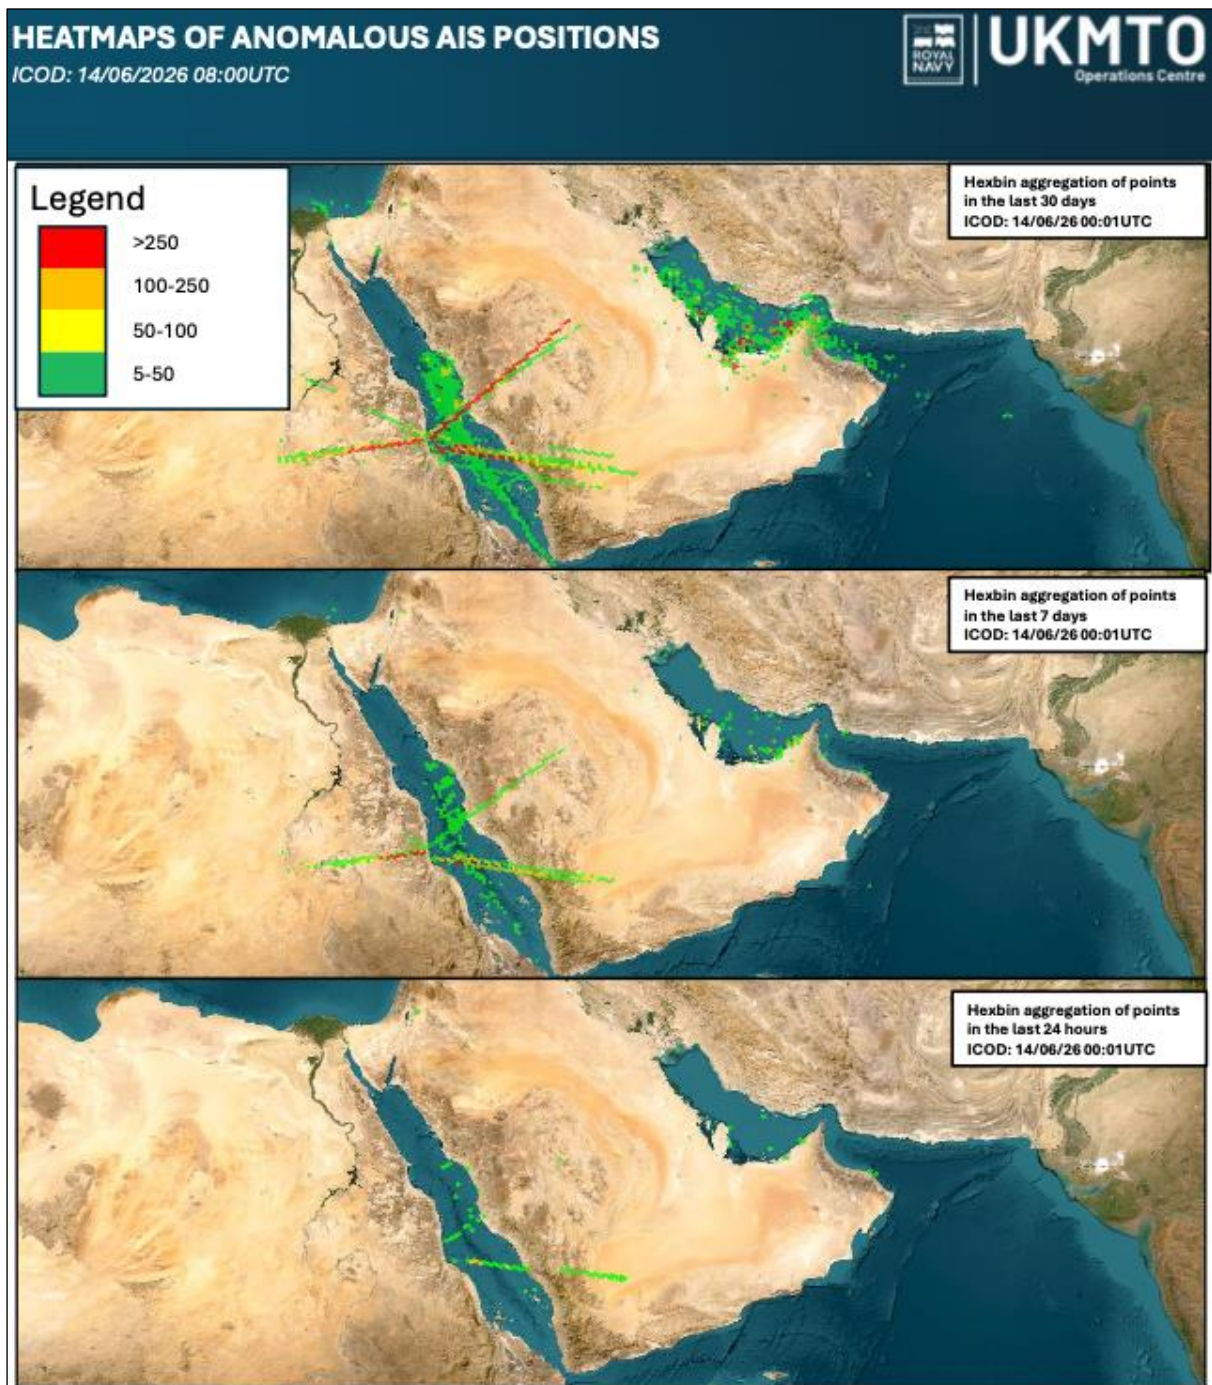 HEATMAPS OF ANOMALOUS AIS POSITIONS
ICOD: 14/06/2026 08:00UTC
ROYAL
NAVY
UKMTO
Operations Centre
Legend
>250
100-250
50-100
5-50
Hexbin aggregation of points
in the last 30 days
ICOD: 14/06/26 00:01UTC
Hexbin aggregation of points
in the last 7 days
ICOD: 14/06/26 00:01UTC
Hexbin aggregation of points
in the last 24 hours
ICOD: 14/06/26 00:01UTC